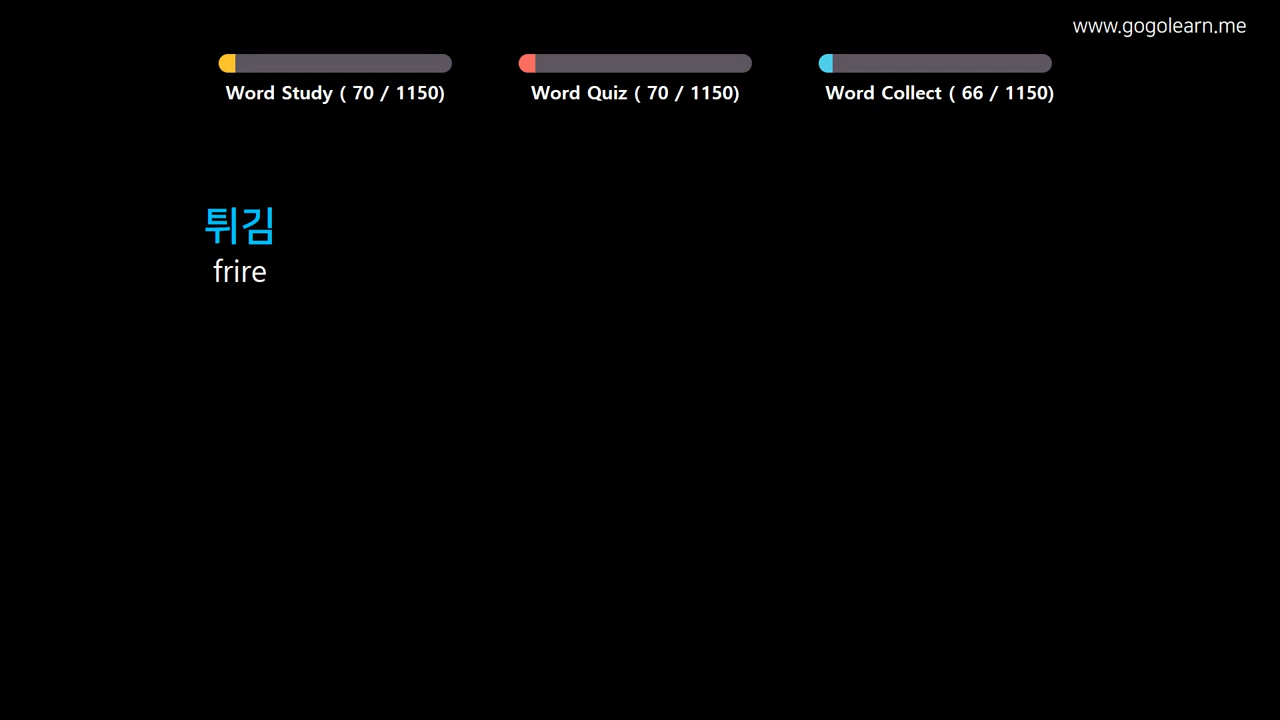 www.gogolearn.me
Word Study ( 70 / 1150)
Word Quiz ( 70 / 1150)
Word Collect ( 66 / 1150)
튀김
frire